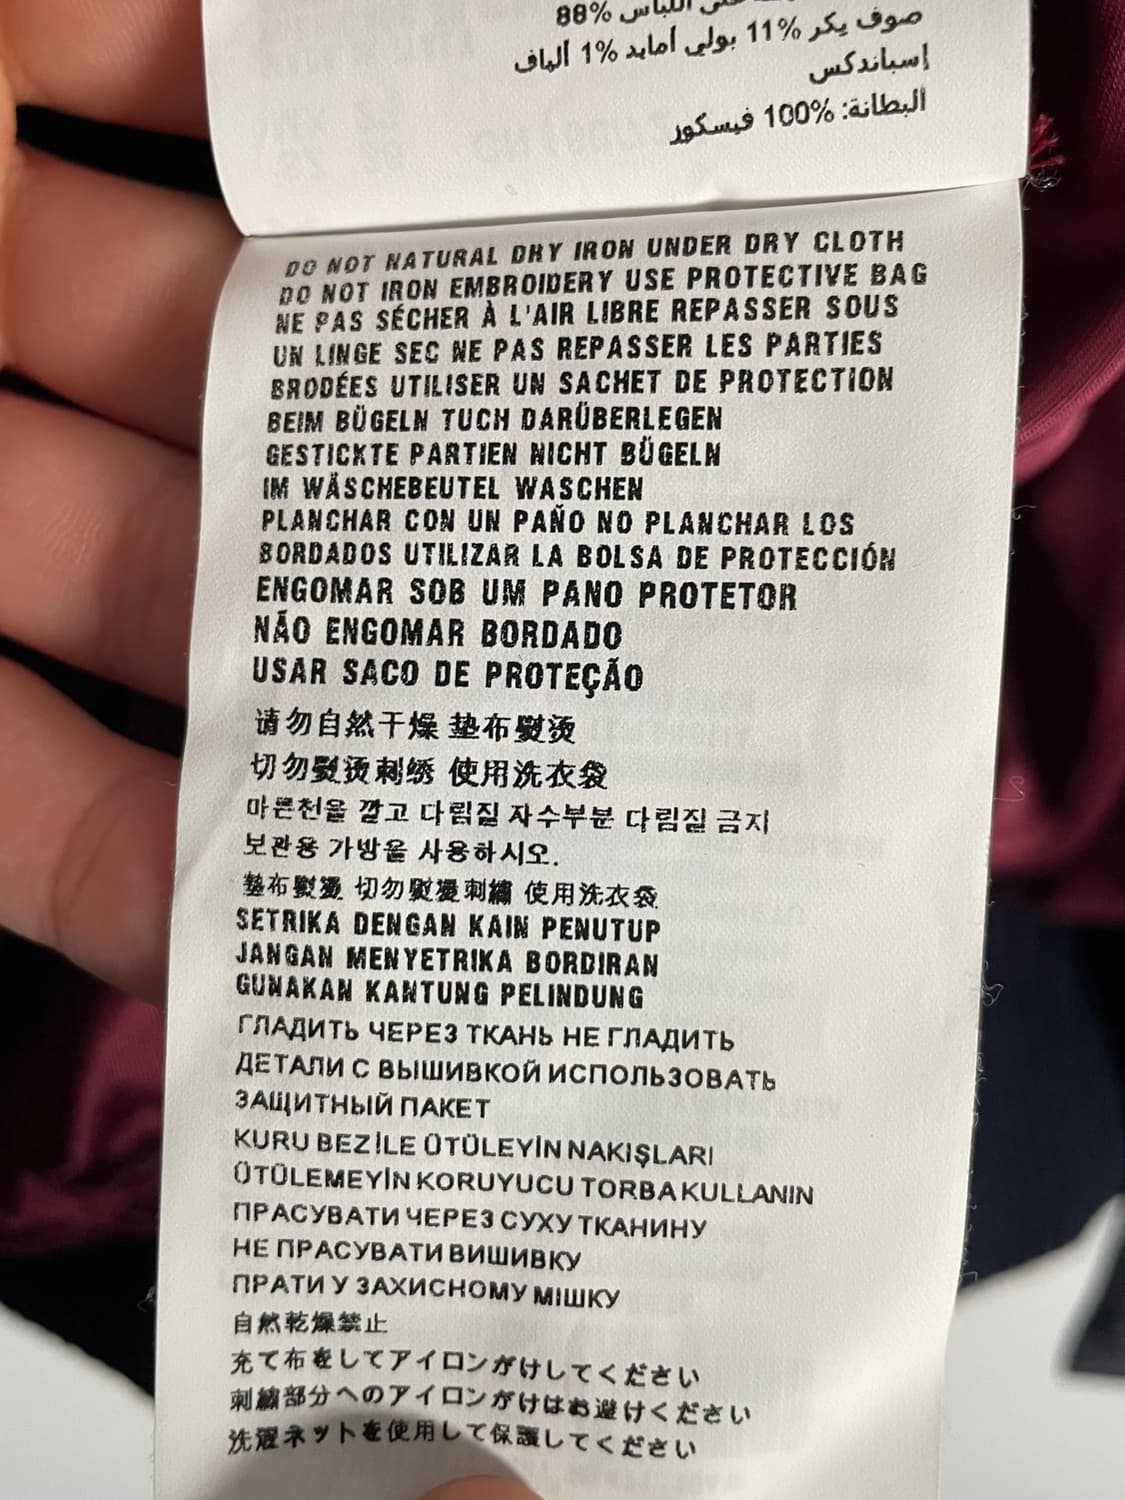 اللباس 88%
صوف بكر 11% بولي أمايد 1% ألياف
إسباندكس
البطانة: 100% فيسكوز
DO NOT NATURAL DRY IRON UNDER DRY CLOTH
DO NOT IRON EMBROIDERY USE PROTECTIVE BAG
NE PAS SÉCHER À L'AIR LIBRE REPASSER SOUS
UN LINGE SEC NE PAS REPASSER LES PARTIES
BRODÉES UTILISER UN SACHET DE PROTECTION
BEIM BÜGELN TUCH DARÜBERLEGEN
GESTICKTE PARTIEN NICHT BÜGELN
IM WÄSCHEBEUTEL WASCHEN
PLANCHAR CON UN PAÑO NO PLANCHAR LOS
BORDADOS UTILIZAR LA BOLSA DE PROTECCIÓN
ENGOMAR SOB UM PANO PROTETOR
NÃO ENGOMAR BORDADO
USAR SACO DE PROTEÇÃO
请勿自然干燥 垫布熨烫
切勿熨烫刺绣 使用洗衣袋
마른천을 깔고 다림질 자수부분 다림질 금지
보관용 가방을 사용하시오.
墊布熨燙 切勿熨燙刺繡 使用洗衣袋
SETRIKA DENGAN KAIN PENUTUP
JANGAN MENYETRIKA BORDIRAN
GUNAKAN KANTUNG PELINDUNG
ГЛАДИТЬ ЧЕРЕЗ ТКАНЬ НЕ ГЛАДИТЬ
ДЕТАЛИ С ВЫШИВКОЙ ИСПОЛЬЗОВАТЬ
ЗАЩИТНЫЙ ПАКЕТ
KURU BEZ İLE ÜTÜLEYİN NAKIŞLARI
ÜTÜLEMEYİN KORUYUCU TORBA KULLANIN
ПРАСУВАТИ ЧЕРЕЗ СУХУ ТКАНИНУ
НЕ ПРАСУВАТИ ВИШИВКУ
ПРАТИ У ЗАХИСНОМУ МІШКУ
自然乾燥禁止
充て布をしてアイロンがけしてください
刺繍部分へのアイロンがけはお避けください
洗濯ネットを使用して保護してください